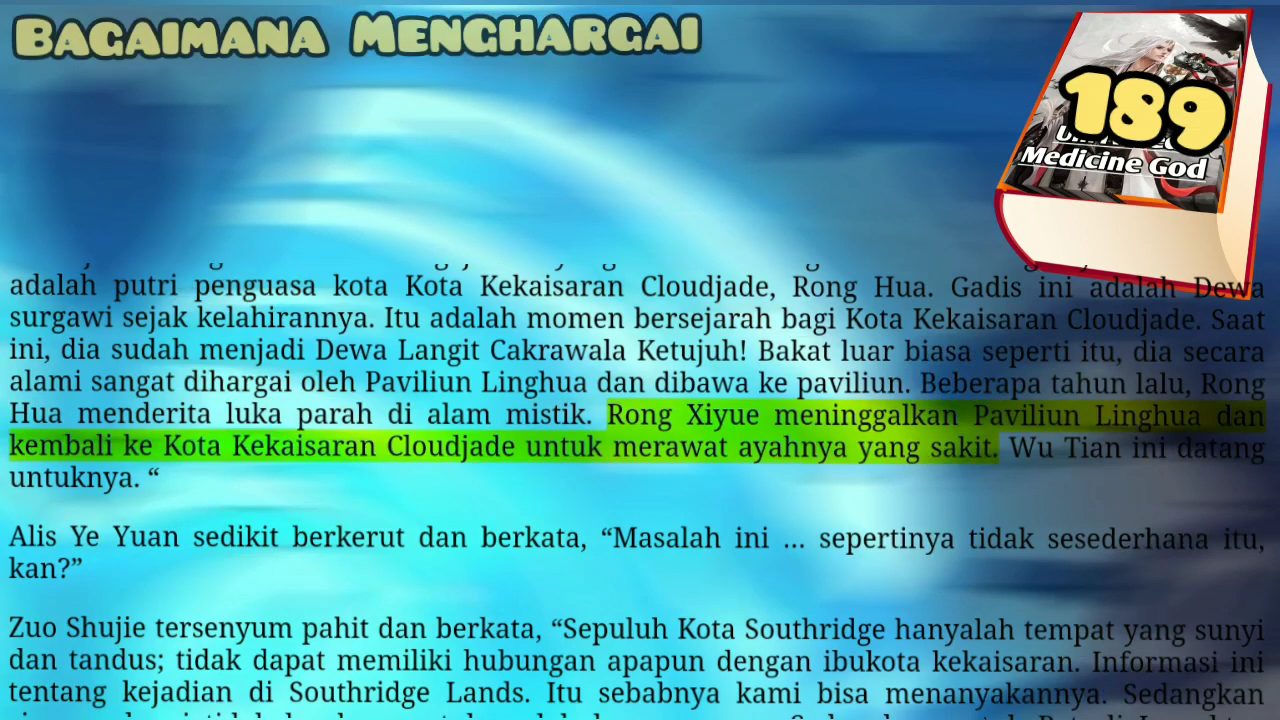 Bagaimana Menghargai
189
Medicine God
adalah putri penguasa kota Kota Kekaisaran Cloudjade, Rong Hua. Gadis ini adalah Dewa
surgawi sejak kelahirannya. Itu adalah momen bersejarah bagi Kota Kekaisaran Cloudjade. Saat
ini, dia sudah menjadi Dewa Langit Cakrawala Ketujuh! Bakat luar biasa seperti itu, dia secara
alami sangat dihargai oleh Paviliun Linghua dan dibawa ke paviliun. Beberapa tahun lalu, Rong
Hua menderita luka parah di alam mistik. Rong Xiyue meninggalkan Paviliun Linghua dan
kembali ke Kota Kekaisaran Cloudjade untuk merawat ayahnya yang sakit. Wu Tian ini datang
untuknya. “
Alis Ye Yuan sedikit berkerut dan berkata, “Masalah ini ... sepertinya tidak sesederhana itu,
kan?”
Zuo Shujie tersenyum pahit dan berkata, “Sepuluh Kota Southridge hanyalah tempat yang sunyi
dan tandus; tidak dapat memiliki hubungan apapun dengan ibukota kekaisaran. Informasi ini
tentang kejadian di Southridge Lands. Itu sebabnya kami bisa menanyakannya. Sedangkan